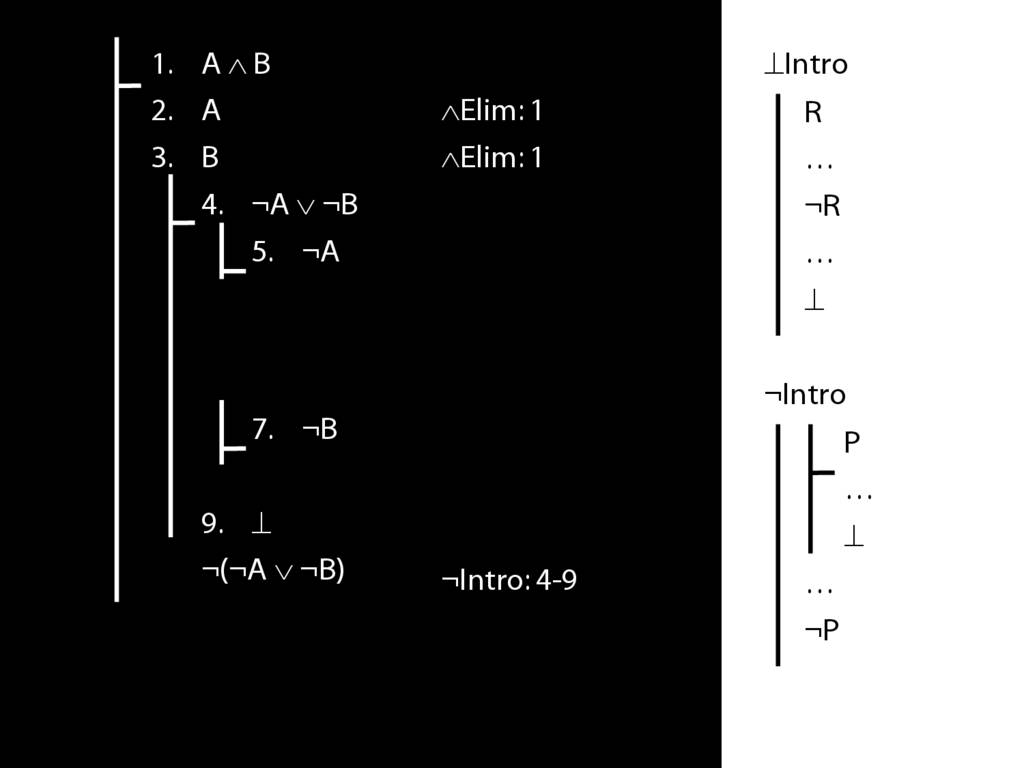 1. A ∧ B
2. A ∧Elim: 1
3. B ∧Elim: 1
4. ¬A ∨ ¬B
5. ¬A
7. ¬B
9. ⊥
¬(¬A ∨ ¬B) ¬Intro: 4-9
⊥Intro
R
...
¬R
...
⊥
¬Intro
P
...
⊥
...
¬P